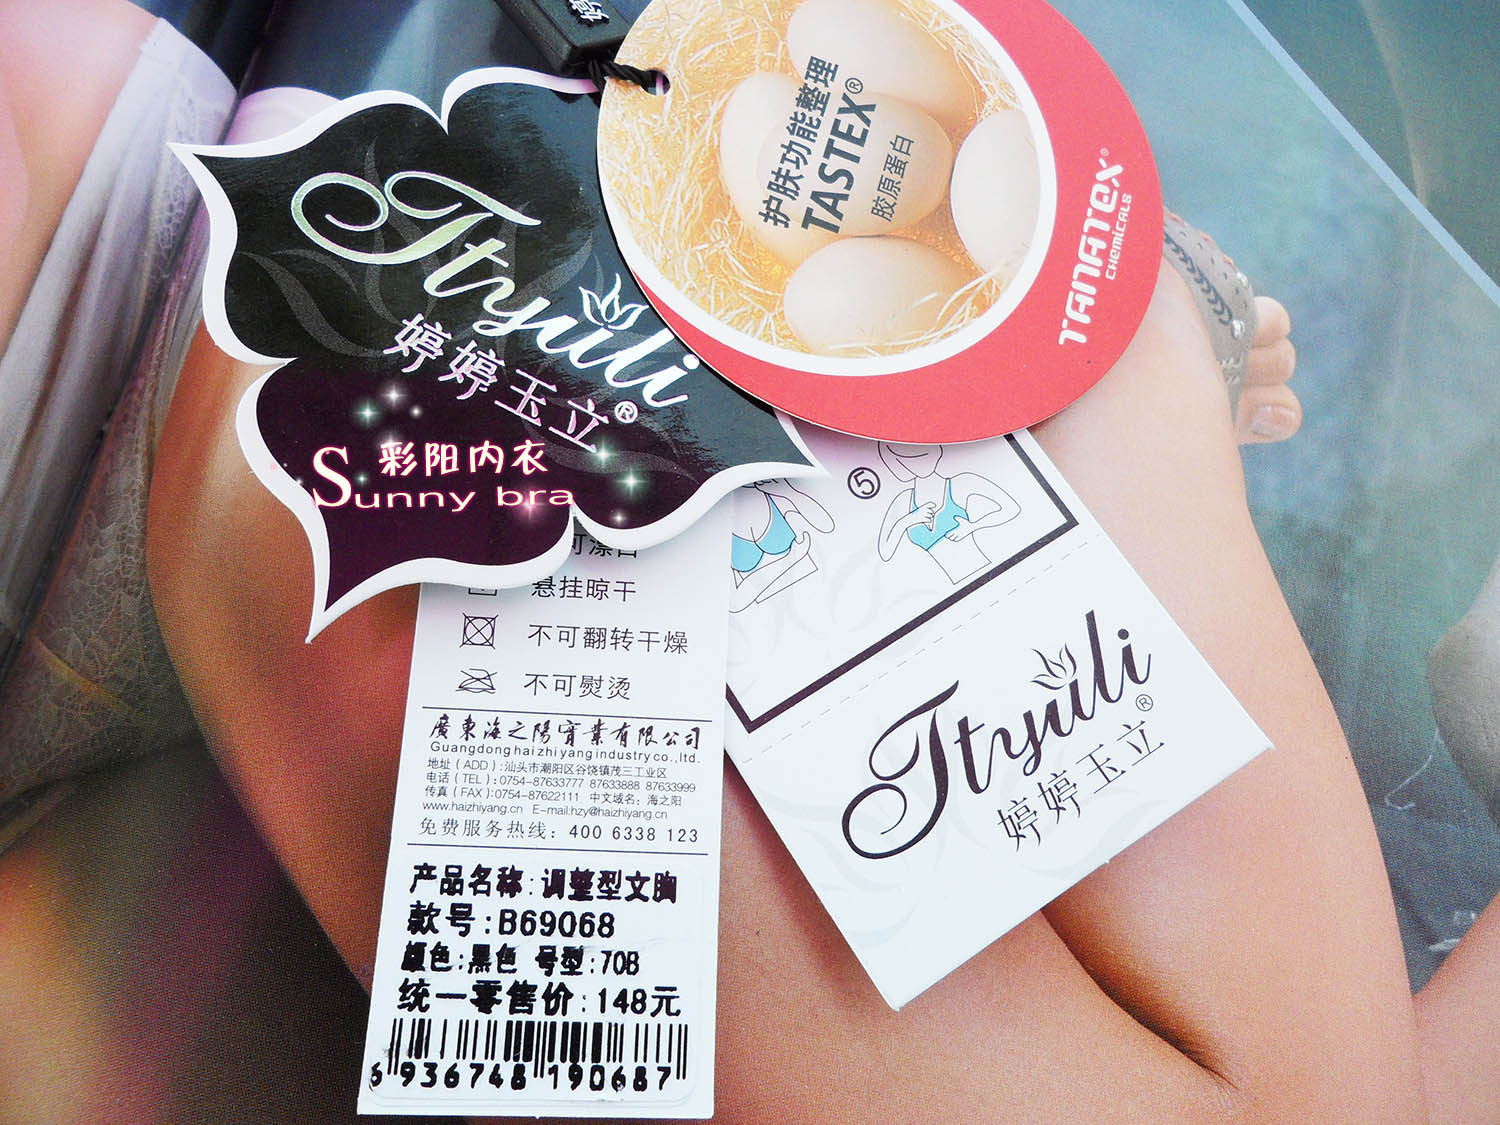 婷
护肤功能整理
TASTEX®
胶原蛋白
TANATEX®
CHEMICALS
Ttyuli
婷婷玉立®
彩阳内衣
Sunny bra
⑤
可漂白
悬挂晾干
不可翻转干燥
不可熨烫
廣東海之陽實業有限公司
Guangdonghaizhiyangindustryco.,ltd.
地址(ADD):汕头市潮阳区谷饶镇茂三工业区
电话(TEL):0754-87633777 87633888 87633999
传真(FAX):0754-87622111 中文域名:海之阳
www.haizhiyang.cn E-mail:hzy@haizhiyang.cn
免费服务热线:400 6338 123
产品名称:调整型文胸
款号:B69068
颜色:黑色 号型:70B
统一零售价:148元
6 936748 190687
Ttyuli®
婷婷玉立